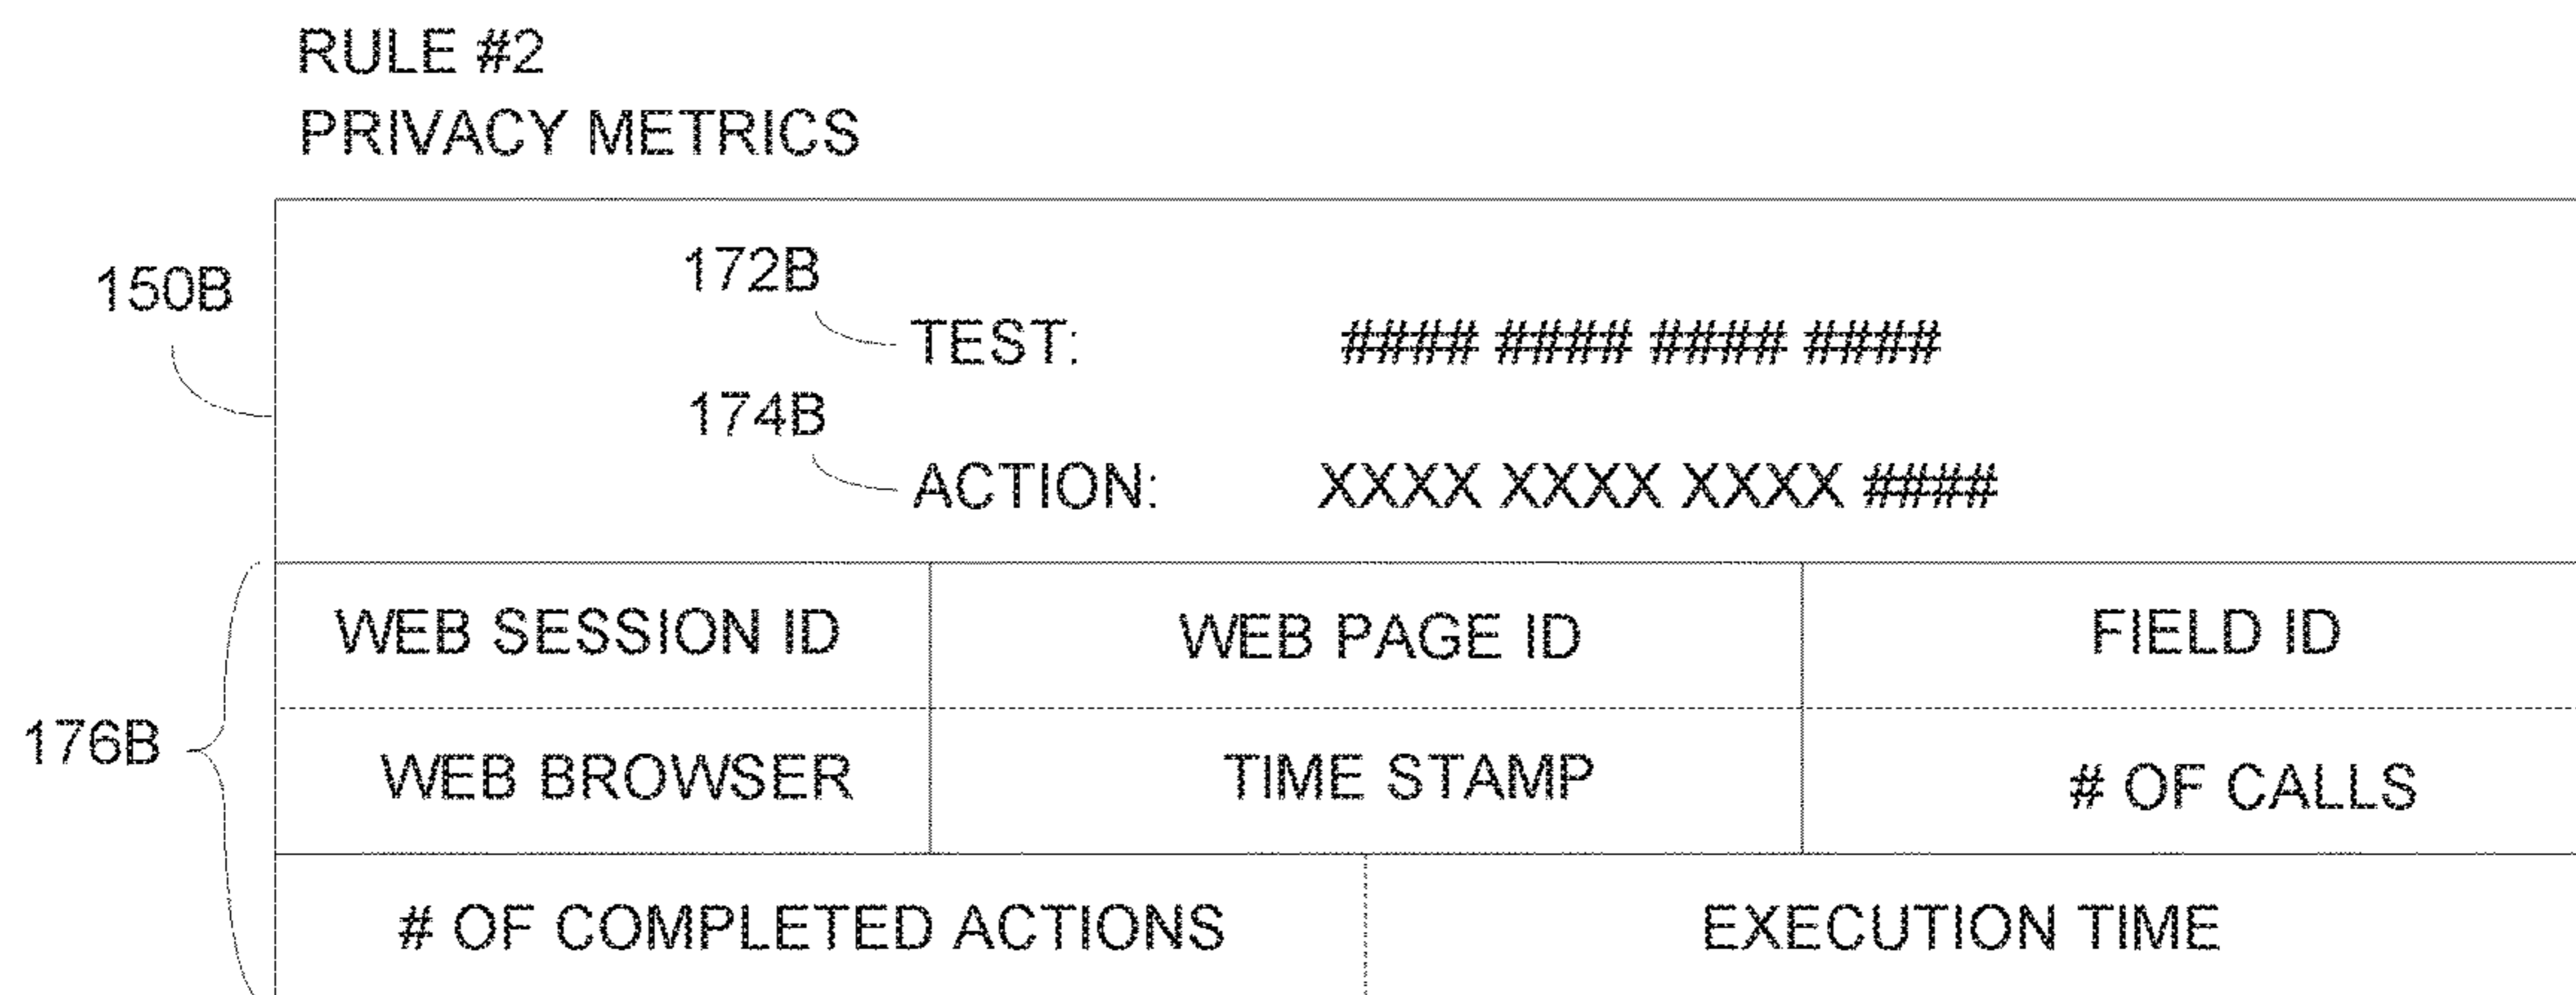 RULE #2
PRIVACY METRICS
150B
172B
TEST: #### #### #### ####
174B
ACTION: XXXX XXXX XXXX ####
176B
WEB SESSION ID WEB PAGE ID FIELD ID
WEB BROWSER TIME STAMP # OF CALLS
# OF COMPLETED ACTIONS EXECUTION TIME